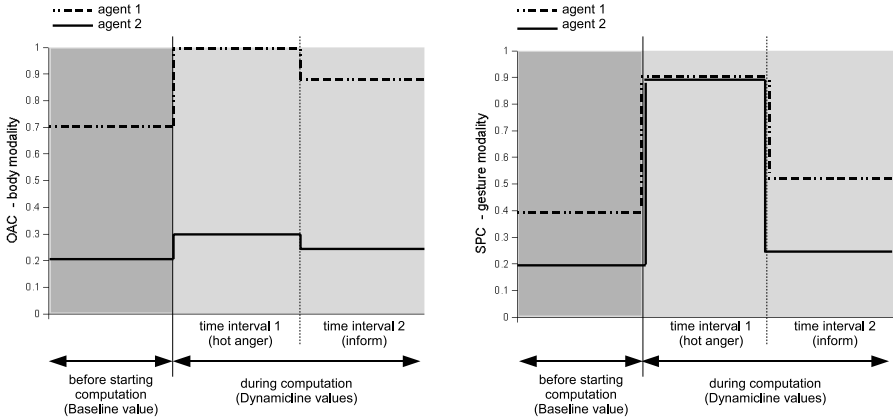 agent 1
agent 2
OAC - body modality
1
0.9
0.8
0.7
0.6
0.5
0.4
0.3
0.2
0.1
0
time interval 1
(hot anger)
time interval 2
(inform)
before starting
computation
(Baseline value)
during computation
(Dynamicline values)
agent 1
agent 2
SPC - gesture modality
1
0.9
0.8
0.7
0.6
0.5
0.4
0.3
0.2
0.1
0
time interval 1
(hot anger)
time interval 2
(inform)
before starting
computation
(Baseline value)
during computation
(Dynamicline values)